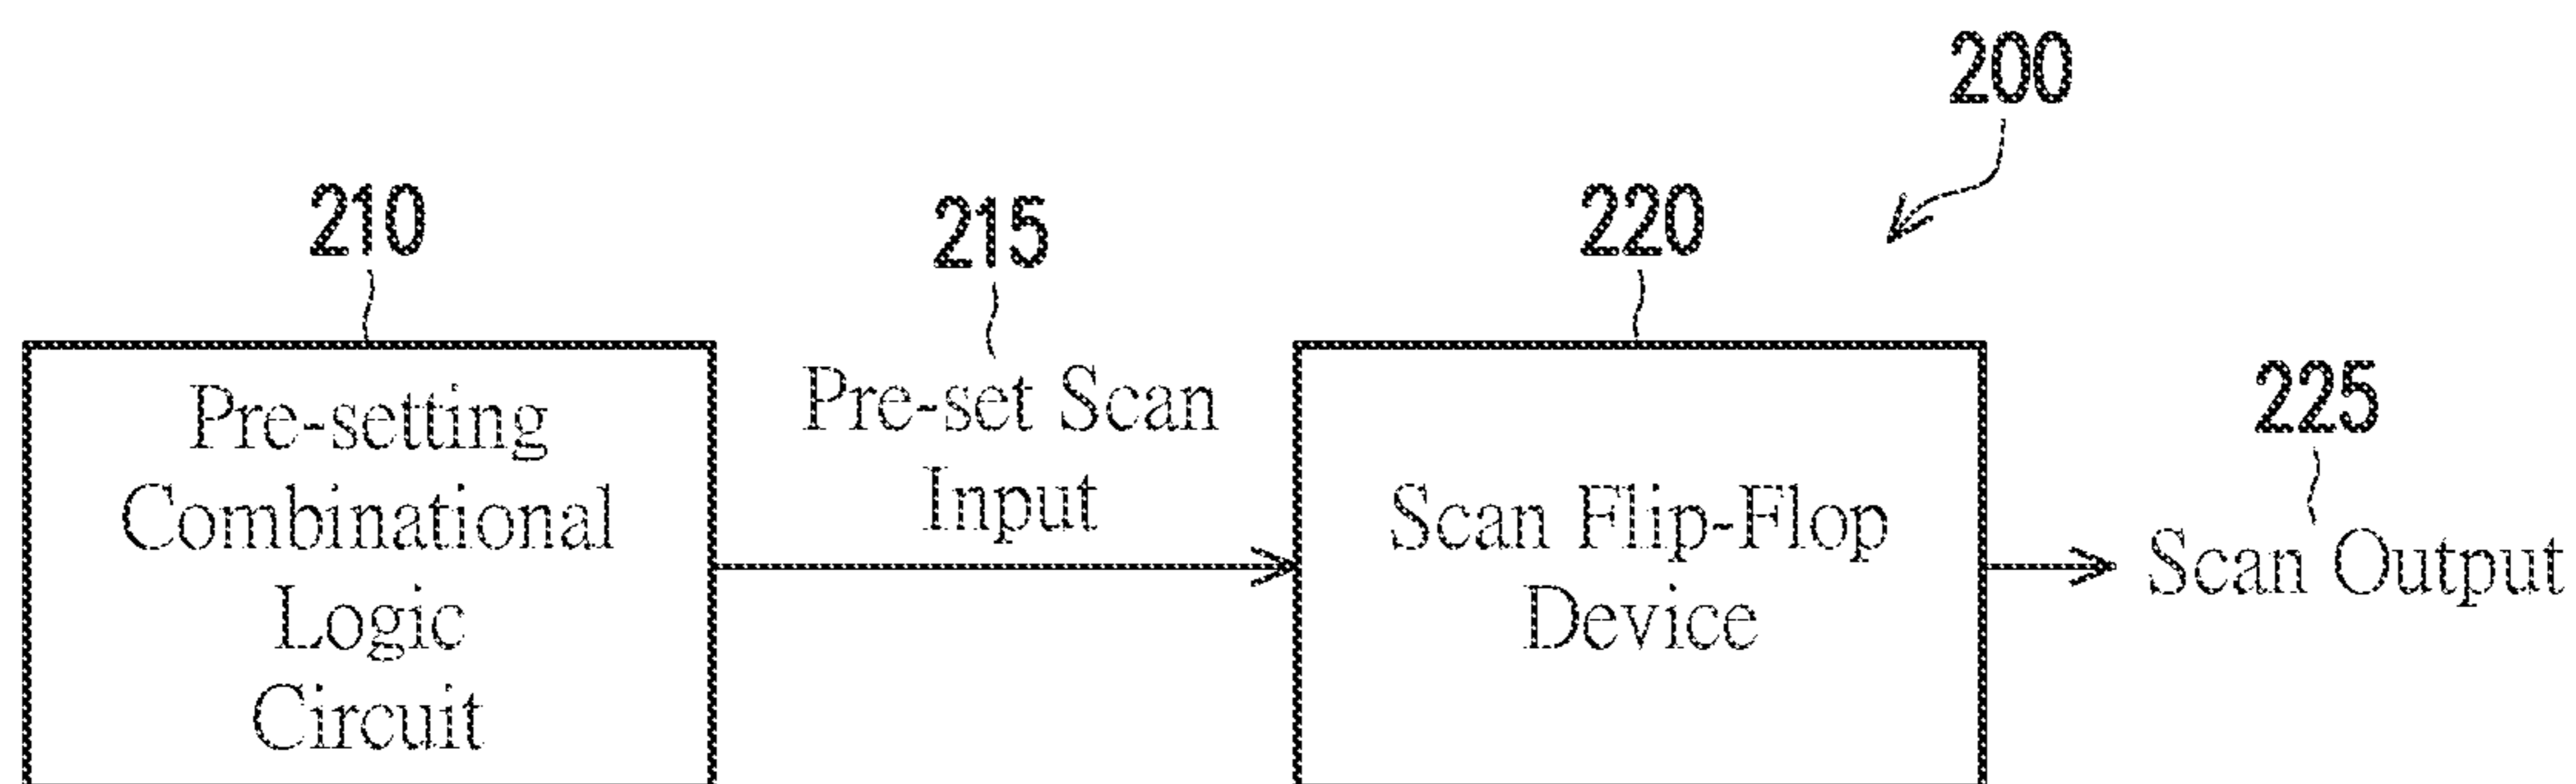 200
210
215
220
225
Pre-setting
Combinational
Logic
Circuit
Pre-set Scan
Input
Scan Flip-Flop
Device
Scan Output